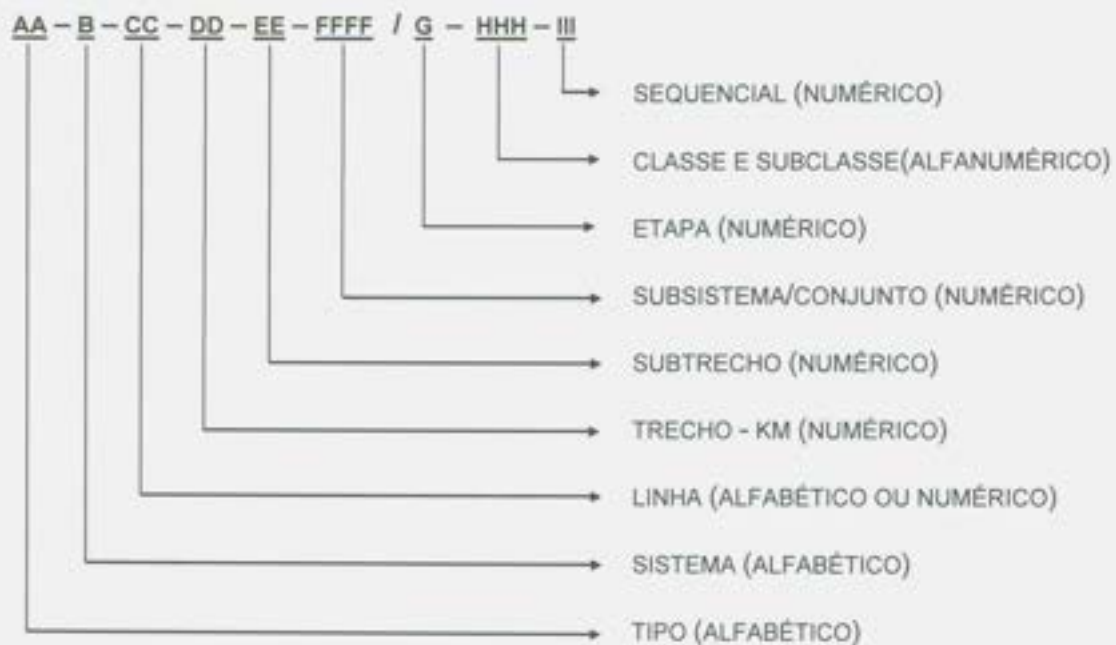 AA – B – CC – DD – EE – FFFF / G – HHH – III
SEQUENCIAL (NUMÉRICO)
CLASSE E SUBCLASSE(ALFANUMÉRICO)
ETAPA (NUMÉRICO)
SUBSISTEMA/CONJUNTO (NUMÉRICO)
SUBTRECHO (NUMÉRICO)
TRECHO - KM (NUMÉRICO)
LINHA (ALFABÉTICO OU NUMÉRICO)
SISTEMA (ALFABÉTICO)
TIPO (ALFABÉTICO)